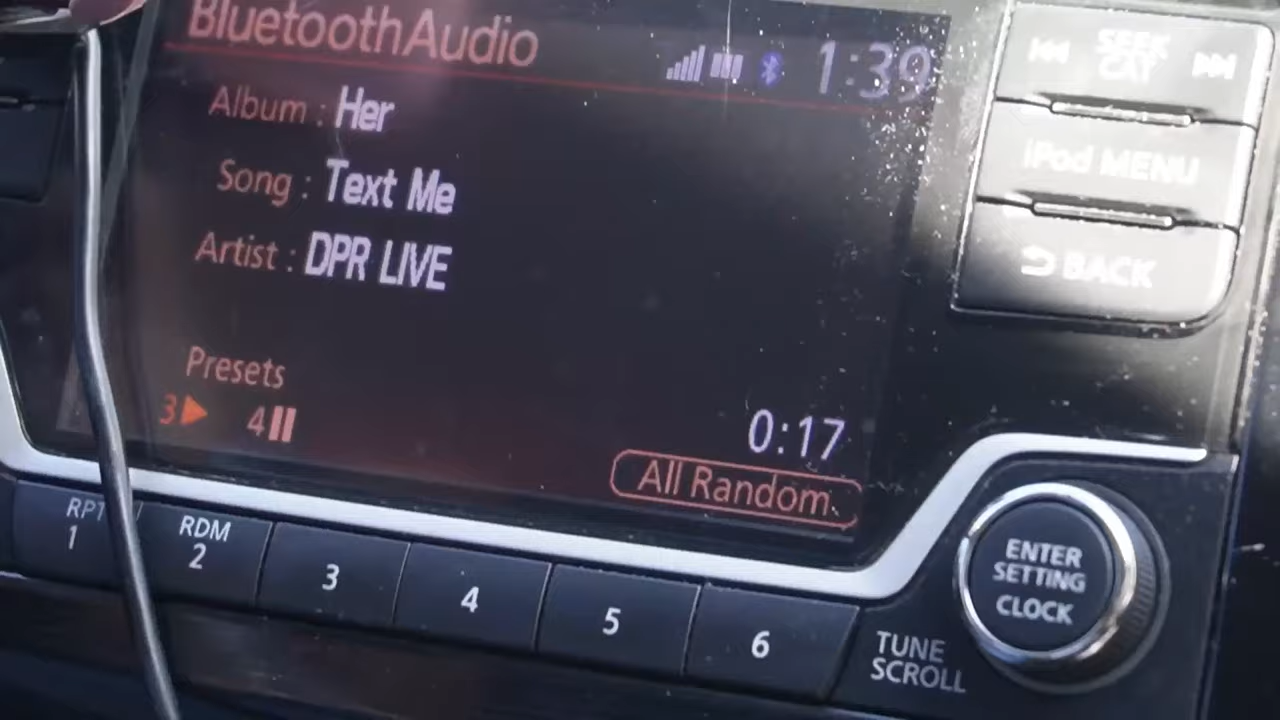 BluetoothAudio 1:39
Album : Her
Song : Text Me
Artist : DPR LIVE
Presets
3 4
0:17
All Random
SEEK
CAT
iPod MENU
BACK
RPT
1
RDM
2
3
4
5
6
TUNE
SCROLL
ENTER
SETTING
CLOCK